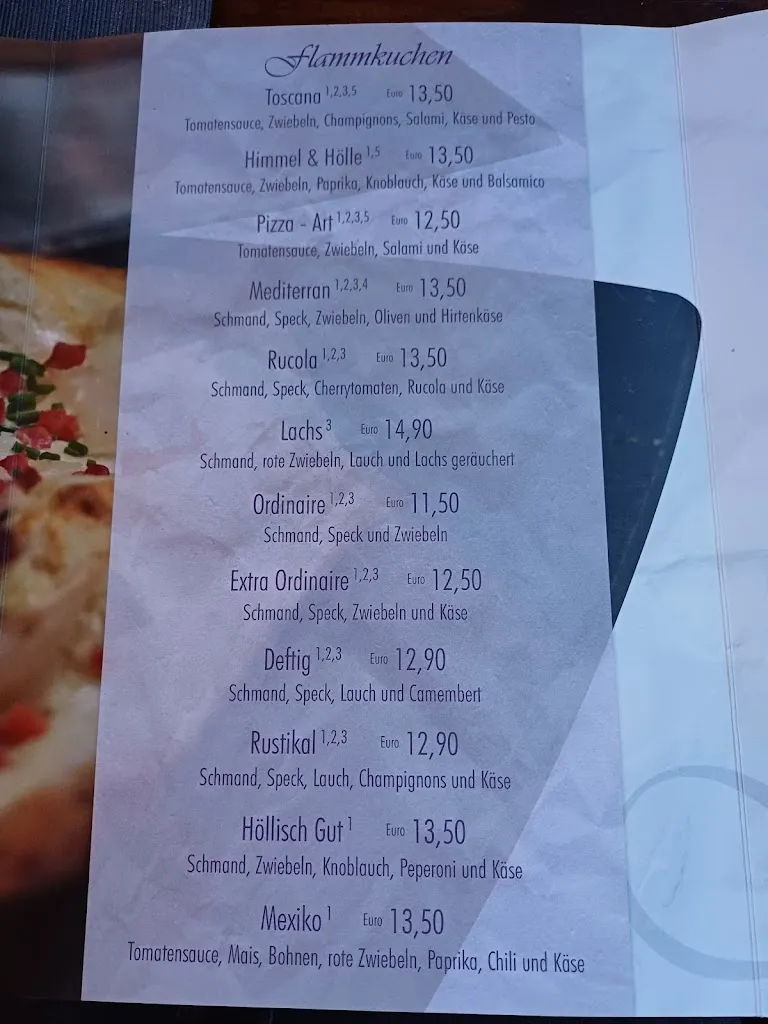 Flammkuchen
Toscana 1,2,3,5 Euro 13,50
Tomatensauce, Zwiebeln, Champignons, Salami, Käse und Pesto
Himmel & Hölle 1,5 Euro 13,50
Tomatensauce, Zwiebeln, Paprika, Knoblauch, Käse und Balsamico
Pizza - Art 1,2,3,5 Euro 12,50
Tomatensauce, Zwiebeln, Salami und Käse
Mediterran 1,2,3,4 Euro 13,50
Schmand, Speck, Zwiebeln, Oliven und Hirtenkäse
Rucola 1,2,3 Euro 13,50
Schmand, Speck, Cherrytomaten, Rucola und Käse
Lachs 3 Euro 14,90
Schmand, rote Zwiebeln, Lauch und Lachs geräuchert
Ordinaire 1,2,3 Euro 11,50
Schmand, Speck und Zwiebeln
Extra Ordinaire 1,2,3 Euro 12,50
Schmand, Speck, Zwiebeln und Käse
Deftig 1,2,3 Euro 12,90
Schmand, Speck, Lauch und Camembert
Rustikal 1,2,3 Euro 12,90
Schmand, Speck, Lauch, Champignons und Käse
Höllisch Gut 1 Euro 13,50
Schmand, Zwiebeln, Knoblauch, Peperoni und Käse
Mexiko 1 Euro 13,50
Tomatensauce, Mais, Bohnen, rote Zwiebeln, Paprika, Chili und Käse